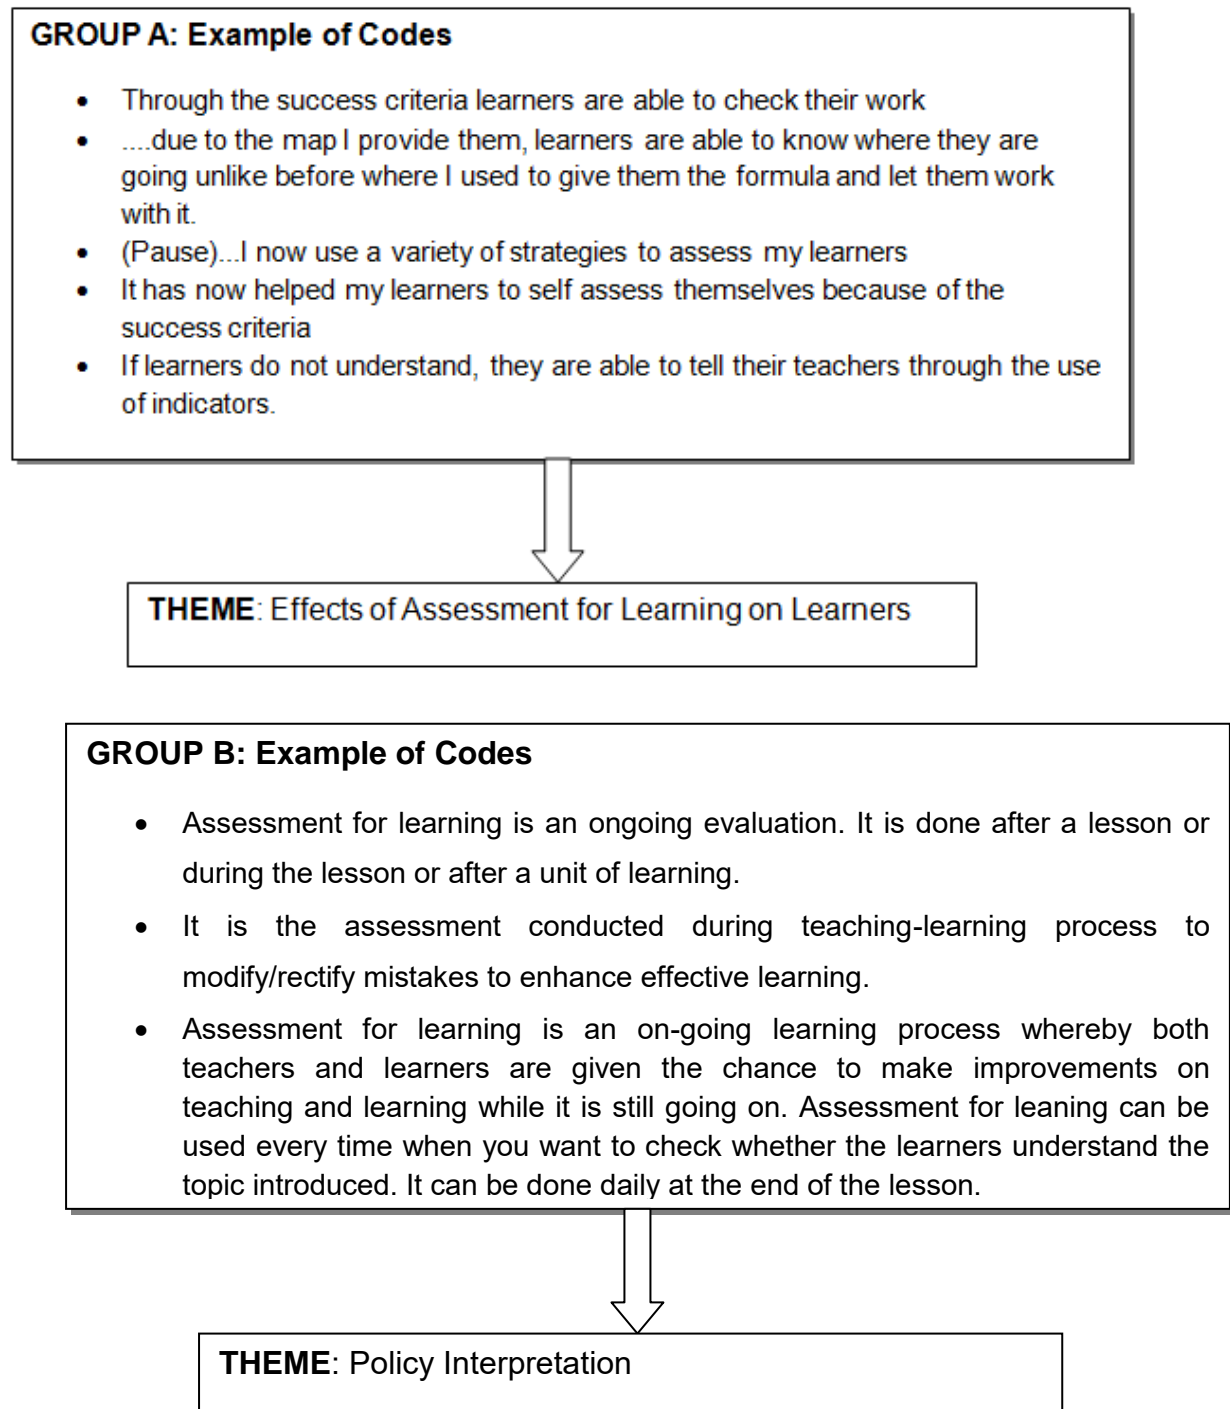 GROUP A: Example of Codes
• Through the success criteria learners are able to check their work
• ....due to the map I provide them, learners are able to know where they are
going unlike before where I used to give them the formula and let them work
with it.
• (Pause)...I now use a variety of strategies to assess my learners
• It has now helped my learners to self assess themselves because of the
success criteria
• If learners do not understand, they are able to tell their teachers through the use
of indicators.
THEME: Effects of Assessment for Learning on Learners
GROUP B: Example of Codes
• Assessment for learning is an ongoing evaluation. It is done after a lesson or
during the lesson or after a unit of learning.
• It is the assessment conducted during teaching-learning process to
modify/rectify mistakes to enhance effective learning.
• Assessment for learning is an on-going learning process whereby both
teachers and learners are given the chance to make improvements on
teaching and learning while it is still going on. Assessment for leaning can be
used every time when you want to check whether the learners understand the
topic introduced. It can be done daily at the end of the lesson.
THEME: Policy Interpretation